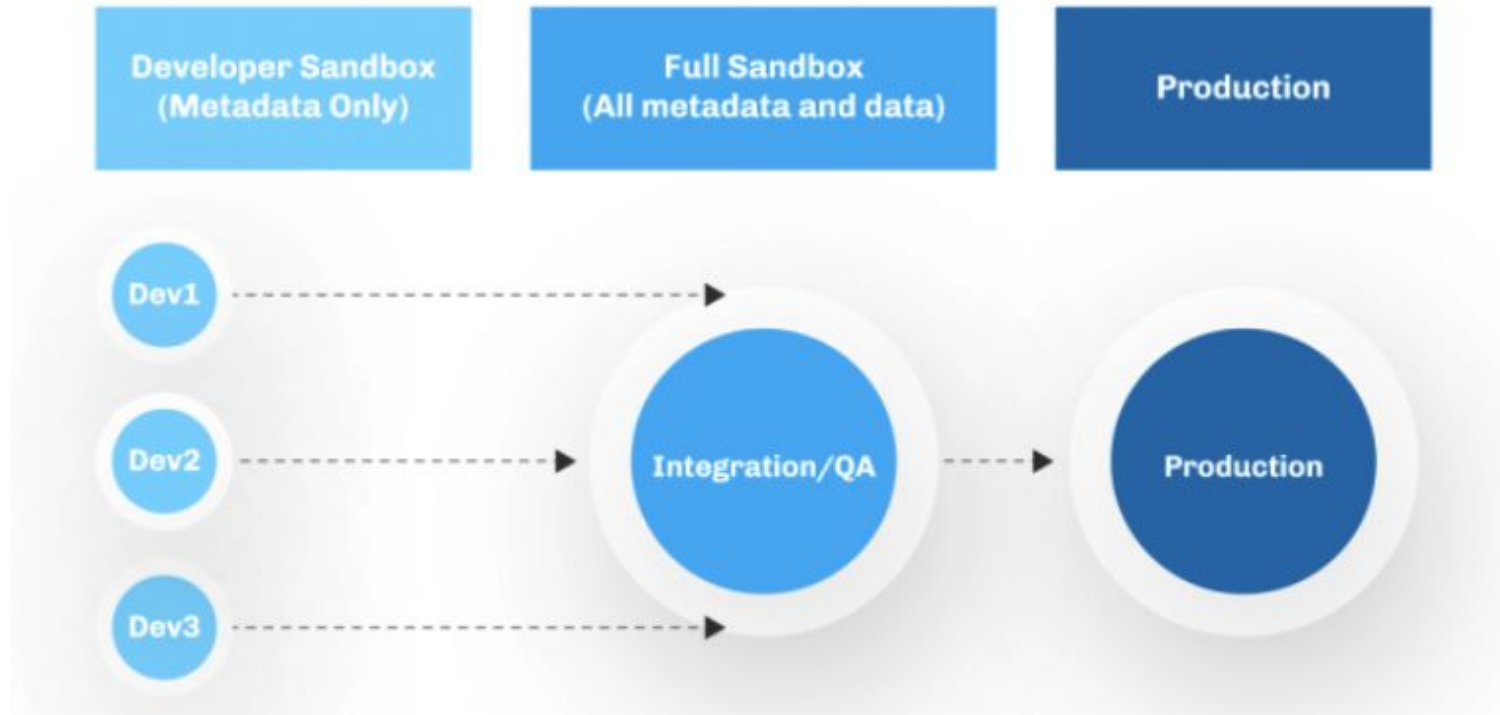 Developer Sandbox
(Metadata Only)
Full Sandbox
(All metadata and data)
Production
Dev1
Dev2
Integration/QA
Production
Dev3